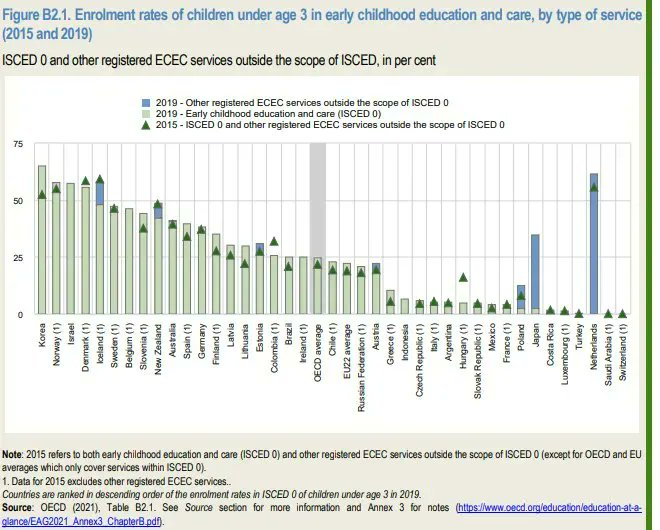 Figure B2.1. Enrolment rates of children under age 3 in early childhood education and care, by type of service
(2015 and 2019)
ISCED 0 and other registered ECEC services outside the scope of ISCED, in per cent
2019 - Other registered ECEC services outside the scope of ISCED 0
2019 - Early childhood education and care (ISCED 0)
2015 - ISCED 0 and other registered ECEC services outside the scope of ISCED 0
75
50
25
0
Korea
Norway (1)
Israel
Denmark (1)
Iceland (1)
Sweden (1)
Belgium (1)
Slovenia (1)
New Zealand
Australia
Spain (1)
Germany
Finland (1)
Latvia
Lithuania
Estonia
Colombia (1)
Brazil
Ireland (1)
OECD average
Chile (1)
EU22 average
Russian Federation (1)
Austria
Greece (1)
Indonesia
Czech Republic (1)
Italy (1)
Argentina
Hungary (1)
Slovak Republic (1)
Mexico
France (1)
Poland
Japan
Costa Rica
Luxembourg (1)
Turkey
Netherlands
Saudi Arabia (1)
Switzerland (1)
Note: 2015 refers to both early childhood education and care (ISCED 0) and other registered ECEC services outside the scope of ISCED 0 (except for OECD and EU
averages which only cover services within ISCED 0).
1. Data for 2015 excludes other registered ECEC services..
Countries are ranked in descending order of the enrolment rates in ISCED 0 of children under age 3 in 2019.
Source: OECD (2021), Table B2.1. See Source section for more information and Annex 3 for notes (https://www.oecd.org/education/education-at-a-
glance/EAG2021_Annex3_ChapterB.pdf).